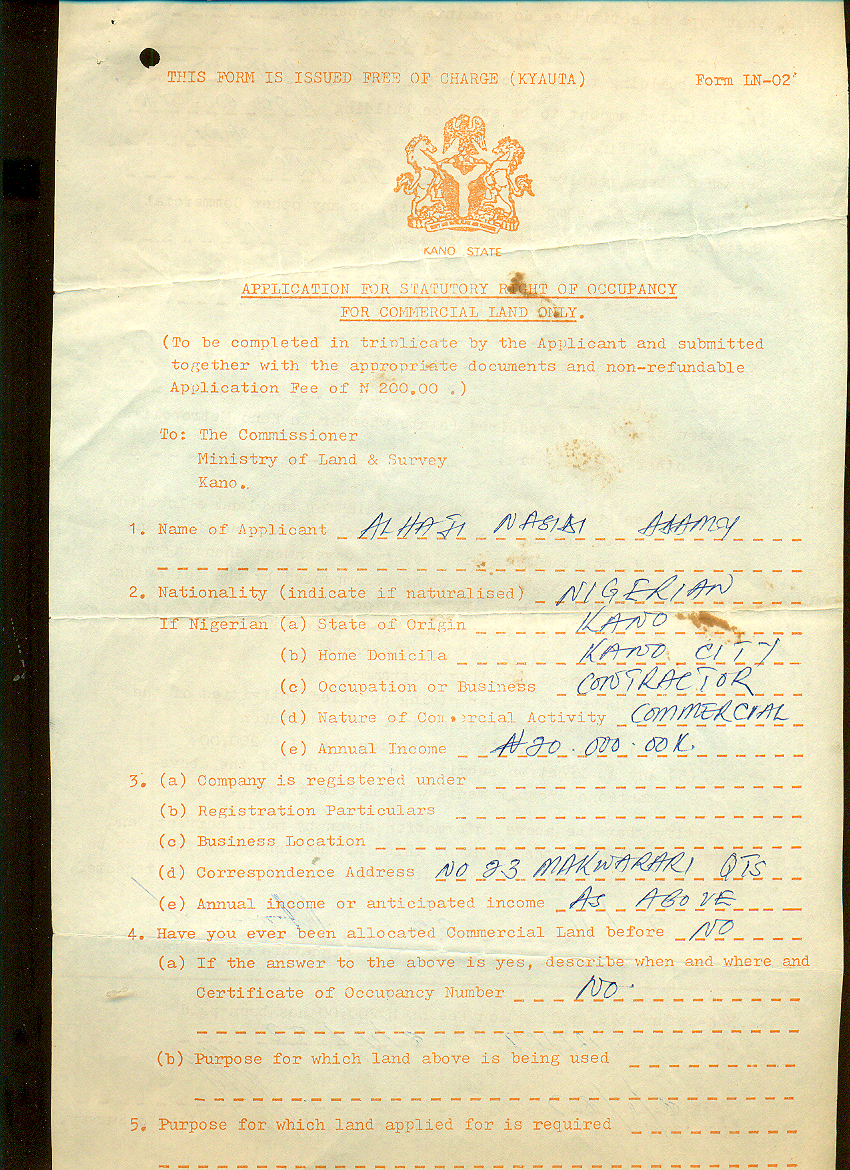 THIS FORM IS ISSUED FREE OF CHARGE (KYAUTA) Form LN-02
KANO STATE
APPLICATION FOR STATUTORY RIGHT OF OCCUPANCY
FOR COMMERCIAL LAND ONLY.
(To be completed in triplicate by the Applicant and submitted
together with the appropriate documents and non-refundable
Application Fee of ₦ 200.00 .)
To: The Commissioner
Ministry of Land & Survey
Kano.
1. Name of Applicant ALHAJI
2. Nationality (indicate if naturalised) NIGERIAN
If Nigerian (a) State of Origin KANO
(b) Home Domicila KANO CITY
(c) Occupation or Business CONTRACTOR
(d) Nature of Commercial Activity COMMERCIAL
(e) Annual Income ₦20.000.00K
3. (a) Company is registered under
(b) Registration Particulars
(c) Business Location
(d) Correspondence Address NO 23 MAKWARARI QTS
(e) Annual income or anticipated income AS ABOVE
4. Have you ever been allocated Commercial Land before NO
(a) If the answer to the above is yes, describe when and where and
Certificate of Occupancy Number NO
(b) Purpose for which land above is being used
5. Purpose for which land applied for is required